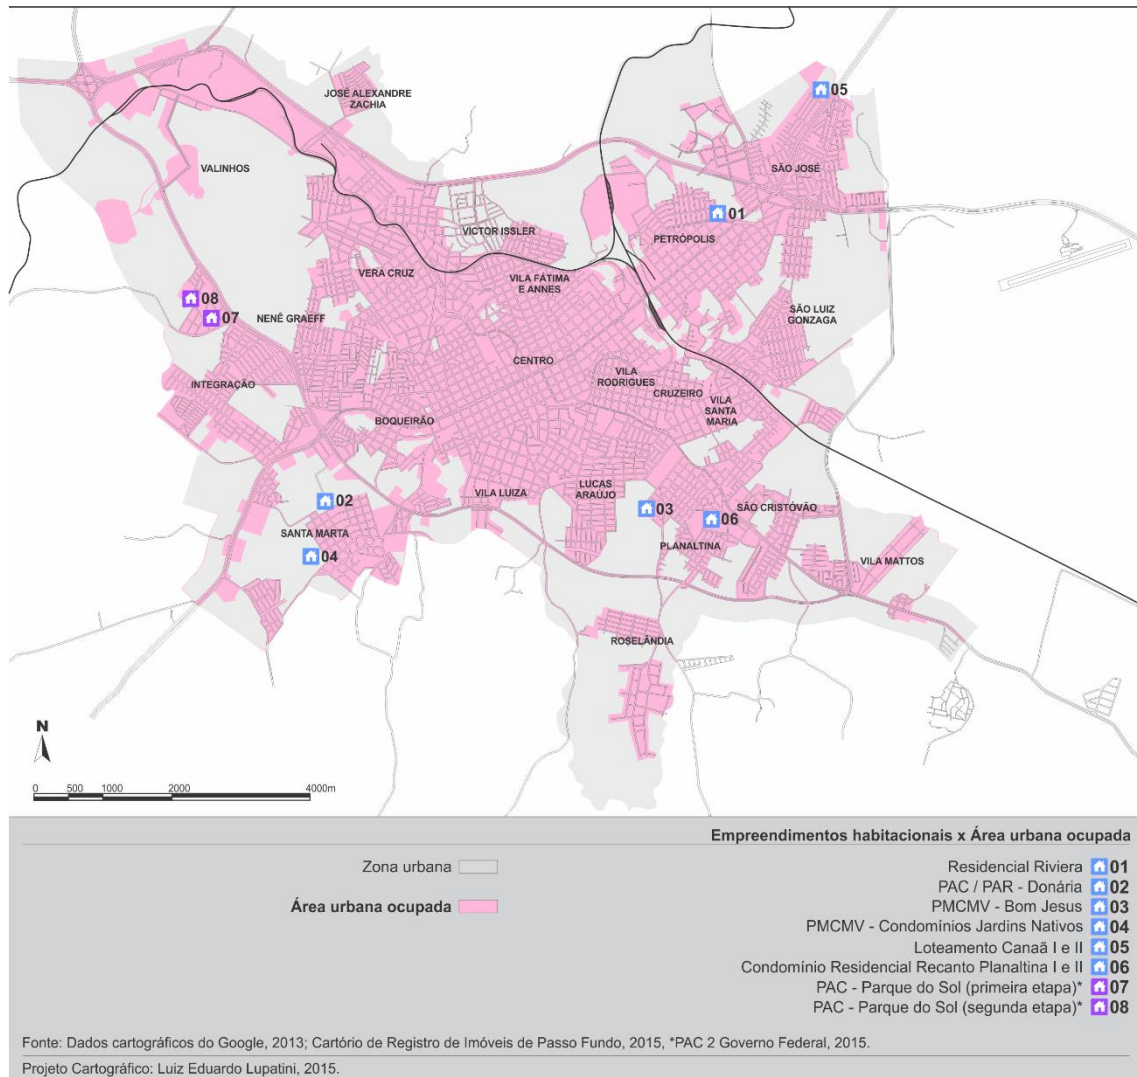 JOSÉ ALEXANDRE
ZACHIA
05
VALINHOS
SÃO JOSÉ
01
VICTOR ISSLER
PETRÓPOLIS
VERA CRUZ
VILA FÁTIMA
E ANNES
08
07
NENÊ GRAEFF
SÃO LUIZ
GONZAGA
CENTRO
VILA
RODRIGUES
INTEGRAÇÃO
CRUZEIRO
VILA
SANTA
MARIA
BOQUEIRÃO
LUCAS
ARAÚJO
VILA LUIZA
02
03
06
SÃO CRISTÓVÃO
SANTA MARTA
PLANALTINA
04
VILA MATTOS
ROSELÂNDIA
N
0 500 1000 2000 4000m
Empreendimentos habitacionais x Área urbana ocupada
Zona urbana
Área urbana ocupada
Residencial Riviera 01
PAC / PAR - Donária 02
PMCMV - Bom Jesus 03
PMCMV - Condomínios Jardins Nativos 04
Loteamento Canaã I e II 05
Condomínio Residencial Recanto Planaltina I e II 06
PAC - Parque do Sol (primeira etapa)* 07
PAC - Parque do Sol (segunda etapa)* 08
Fonte: Dados cartográficos do Google, 2013; Cartório de Registro de Imóveis de Passo Fundo, 2015, *PAC 2 Governo Federal, 2015.
Projeto Cartográfico: Luiz Eduardo Lupatini, 2015.